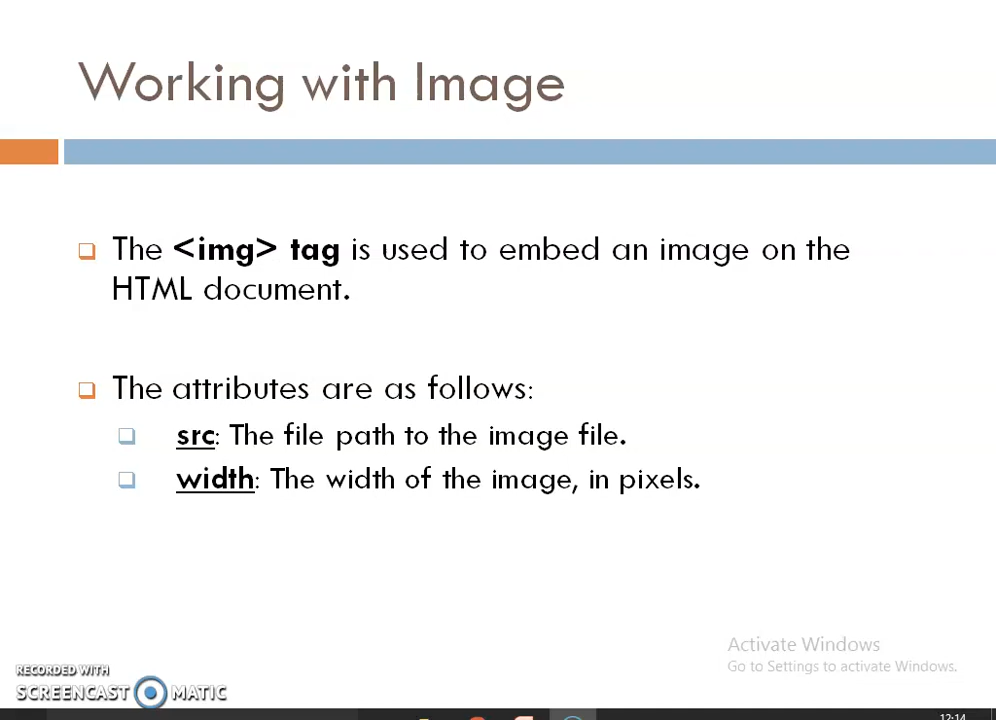 Working with Image
The <img> tag is used to embed an image on the
HTML document.
The attributes are as follows:
src: The file path to the image file.
width: The width of the image, in pixels.
Activate Windows
Go to Settings to activate Windows.
RECORDED WITH
SCREENCAST MATIC
12:14